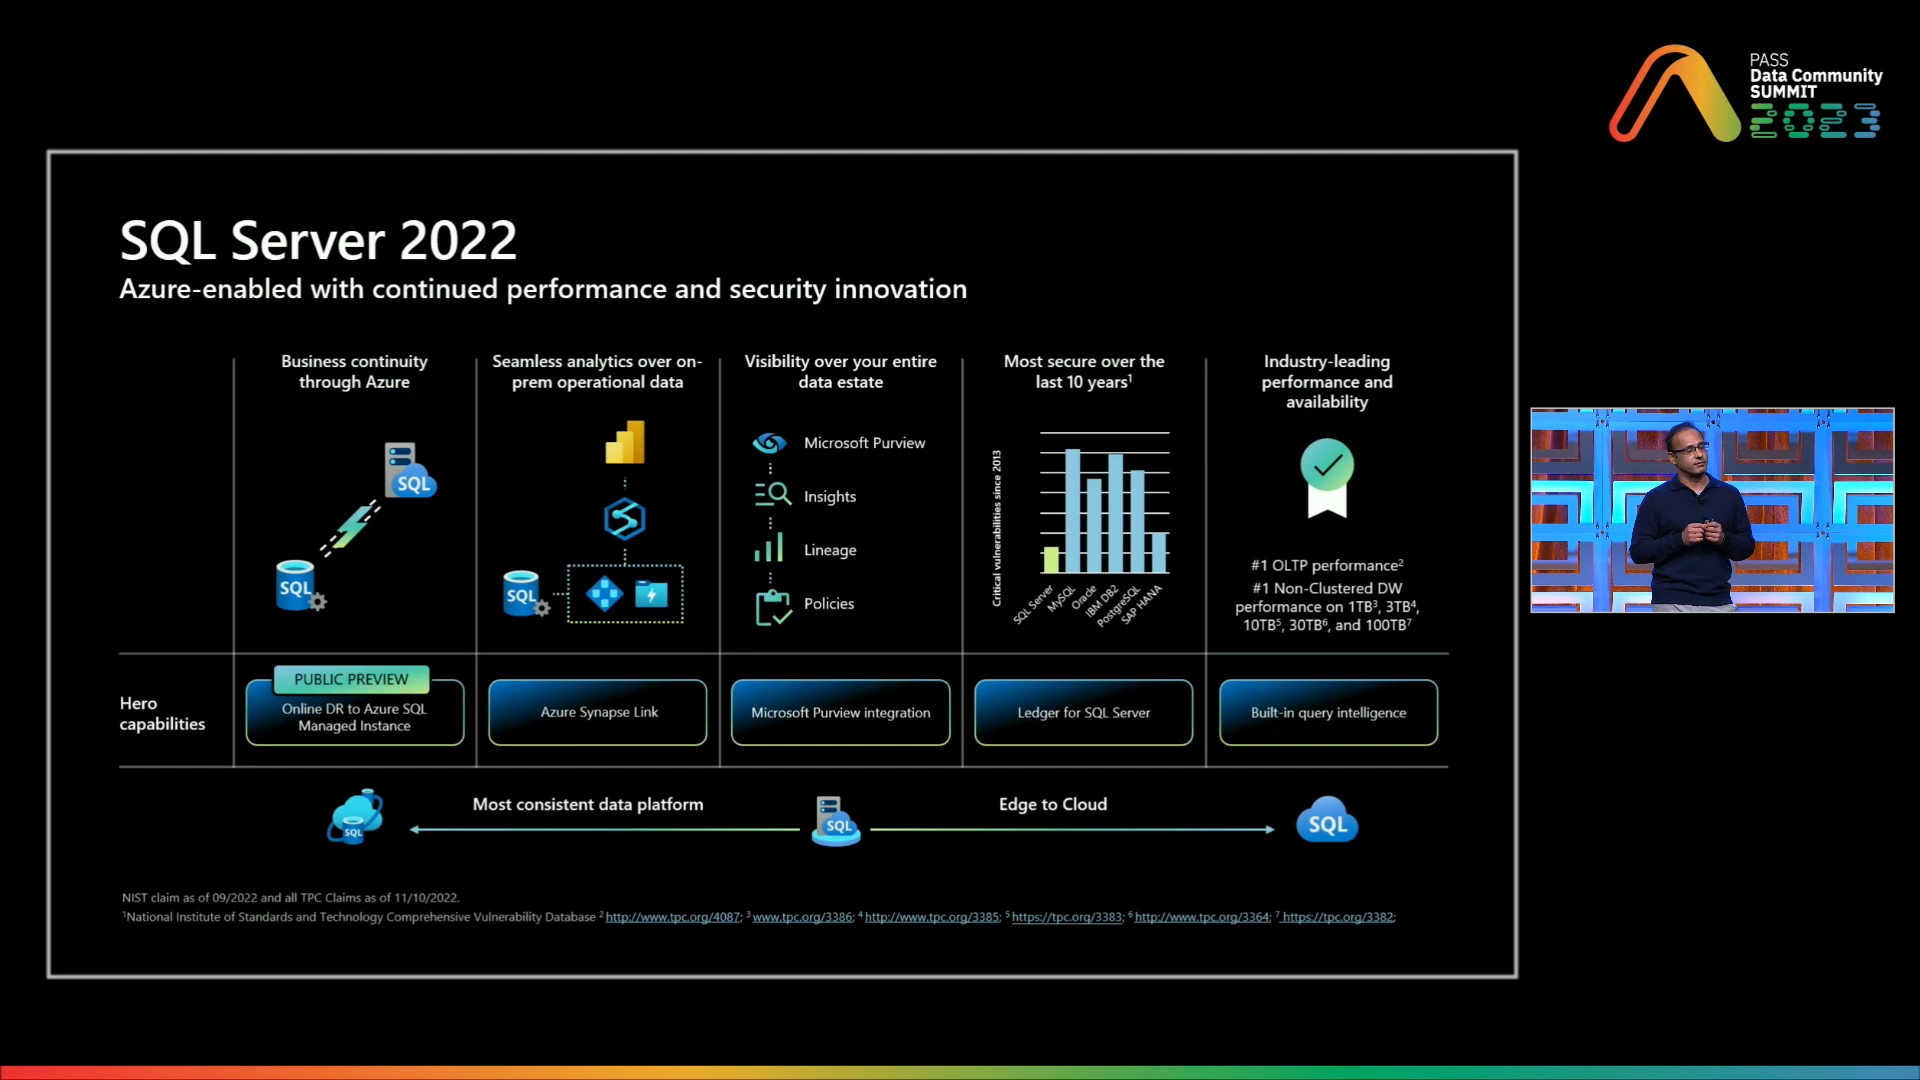 PASS
Data Community
SUMMIT
2023
SQL Server 2022
Azure-enabled with continued performance and security innovation
Business continuity
through Azure
SQL
SQL
Seamless analytics over on-
prem operational data
SQL
Visibility over your entire
data estate
Microsoft Purview
Insights
Lineage
Policies
Most secure over the
last 10 years¹
Critical vulnerabilities since 2013
SQL Server
MySQL
Oracle
IBM DB2
PostgreSQL
SAP HANA
Industry-leading
performance and
availability
#1 OLTP performance²
#1 Non-Clustered DW
performance on 1TB³, 3TB⁴,
10TB⁵, 30TB⁶, and 100TB⁷
Hero
capabilities
PUBLIC PREVIEW
Online DR to Azure SQL
Managed Instance
Azure Synapse Link
Microsoft Purview integration
Ledger for SQL Server
Built-in query intelligence
SQL
Most consistent data platform
SQL
Edge to Cloud
SQL
NIST claim as of 09/2022 and all TPC Claims as of 11/10/2022.
¹National Institute of Standards and Technology Comprehensive Vulnerability Database ² http://www.tpc.org/4087; ³ www.tpc.org/3386; ⁴ http://www.tpc.org/3385; ⁵ https://tpc.org/3383; ⁶ http://www.tpc.org/3364; ⁷ https://tpc.org/3382;